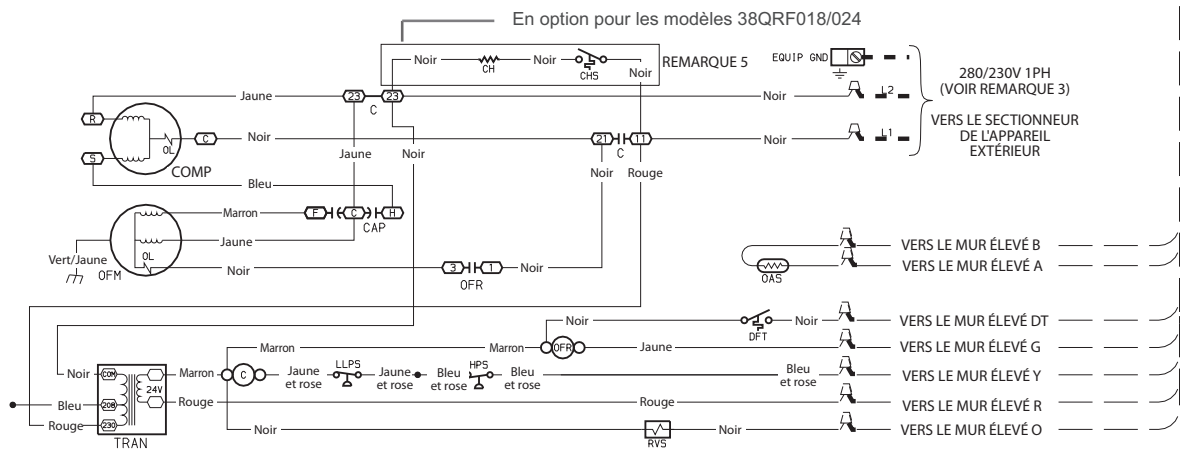 En option pour les modèles 38QRF018/024
Noir
CH
Noir
CHS
Noir
REMARQUE 5
EQUIP GND
280/230V 1PH
(VOIR REMARQUE 3)
VERS LE SECTIONNEUR
DE L'APPAREIL
EXTÉRIEUR
R
Jaune
23
C
23
Noir
L2
OL
C
Noir
21
C
11
Noir
L1
S
COMP
Jaune
Noir
Noir
Rouge
Bleu
Marron
F
C
H
CAP
Jaune
OL
Vert/Jaune
OFM
Noir
3
1
OFR
Noir
OAS
VERS LE MUR ÉLEVÉ B
VERS LE MUR ÉLEVÉ A
Noir
DFT
Noir
VERS LE MUR ÉLEVÉ DT
Marron
Marron
OFR
Jaune
VERS LE MUR ÉLEVÉ G
Noir
COM
24V
Marron
C
Jaune
et rose
LLPS
Jaune
et rose
Bleu
et rose
HPS
Bleu
et rose
Bleu
et rose
VERS LE MUR ÉLEVÉ Y
Bleu
208
Rouge
Rouge
VERS LE MUR ÉLEVÉ R
Rouge
230
TRAN
Noir
RVS
Noir
VERS LE MUR ÉLEVÉ O